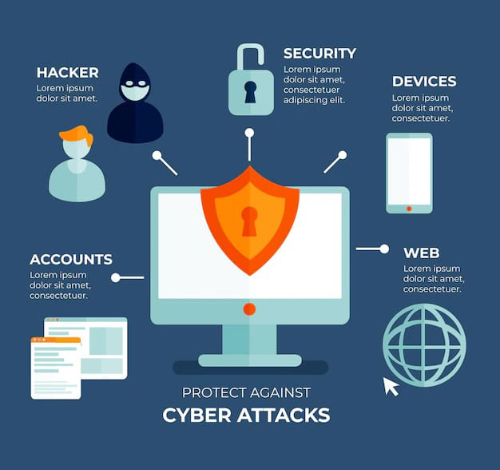 HACKER
Lorem ipsum
dolor sit amet.
SECURITY
Lorem ipsum
dolor sit amet,
consectetuer
adipiscing elit.
DEVICES
Lorem ipsum
dolor sit amet,
consectetuer.
ACCOUNTS
Lorem ipsum
dolor sit amet,
consectetuer.
WEB
Lorem ipsum
dolor sit amet,
consectetuer.
PROTECT AGAINST
CYBER ATTACKS